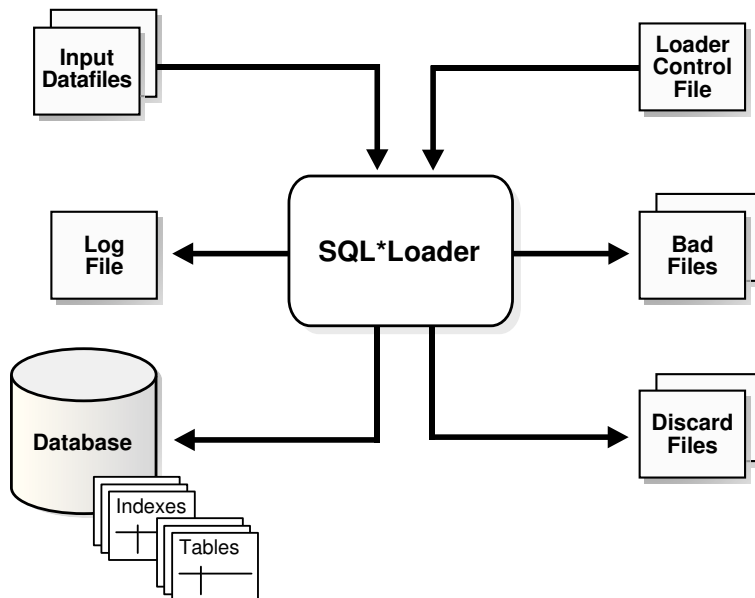 Input
Datafiles
Loader
Control
File
Log
File
SQL*Loader
Bad
Files
Database
Discard
Files
Indexes
Tables